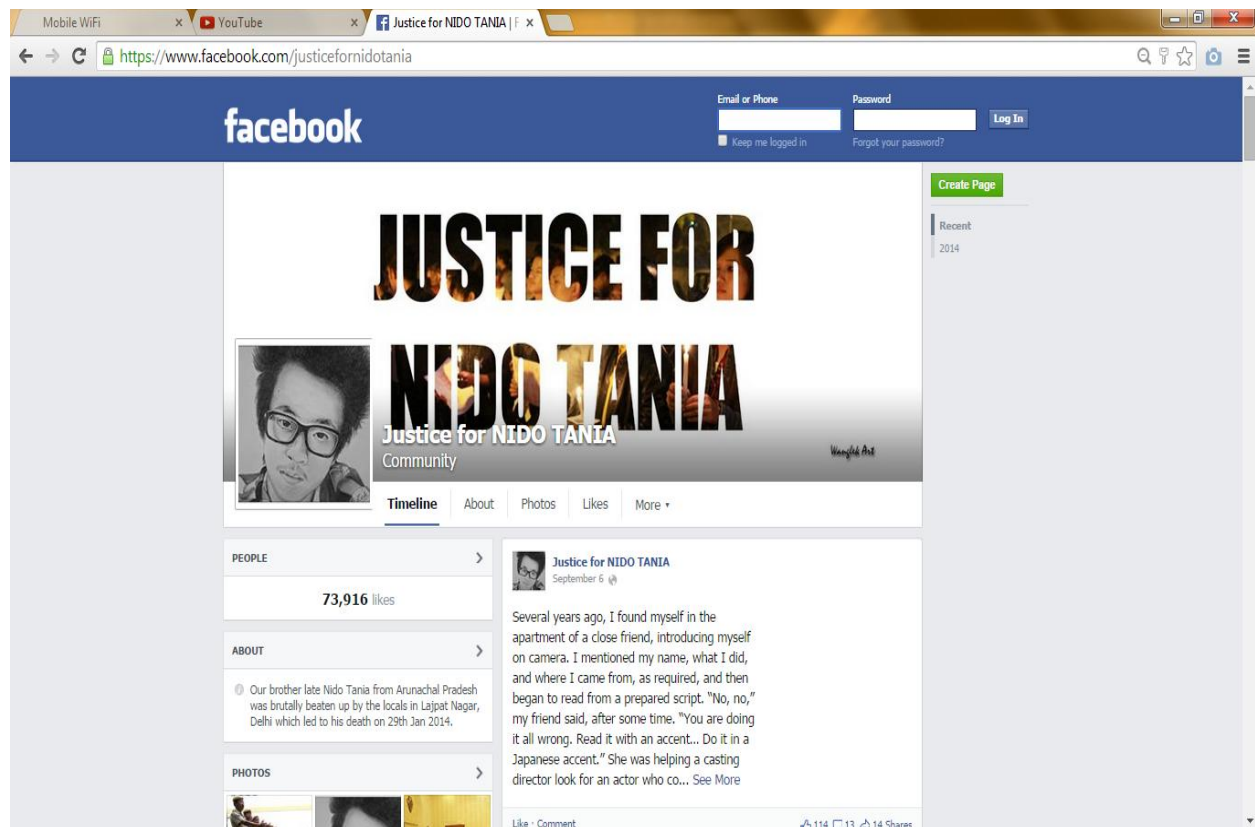 Mobile WiFi
YouTube
Justice for NIDO TANIA | F
https://www.facebook.com/justicefornidotania
facebook
Email or Phone
Password
Log In
Keep me logged in
Forgot your password?
Create Page
Recent
2014
JUSTICE FOR
NIDO TANIA
Justice for NIDO TANIA
Community
Wanglik Art
Timeline
About
Photos
Likes
More
PEOPLE
73,916 likes
ABOUT
Our brother late Nido Tania from Arunachal Pradesh
was brutally beaten up by the locals in Lajpat Nagar,
Delhi which led to his death on 29th Jan 2014.
PHOTOS
Justice for NIDO TANIA
September 6
Several years ago, I found myself in the
apartment of a close friend, introducing myself
on camera. I mentioned my name, what I did,
and where I came from, as required, and then
began to read from a prepared script. "No, no,"
my friend said, after some time. "You are doing
it all wrong. Read it with an accent... Do it in a
Japanese accent." She was helping a casting
director look for an actor who co... See More
Like · Comment
114 13 14 Shares